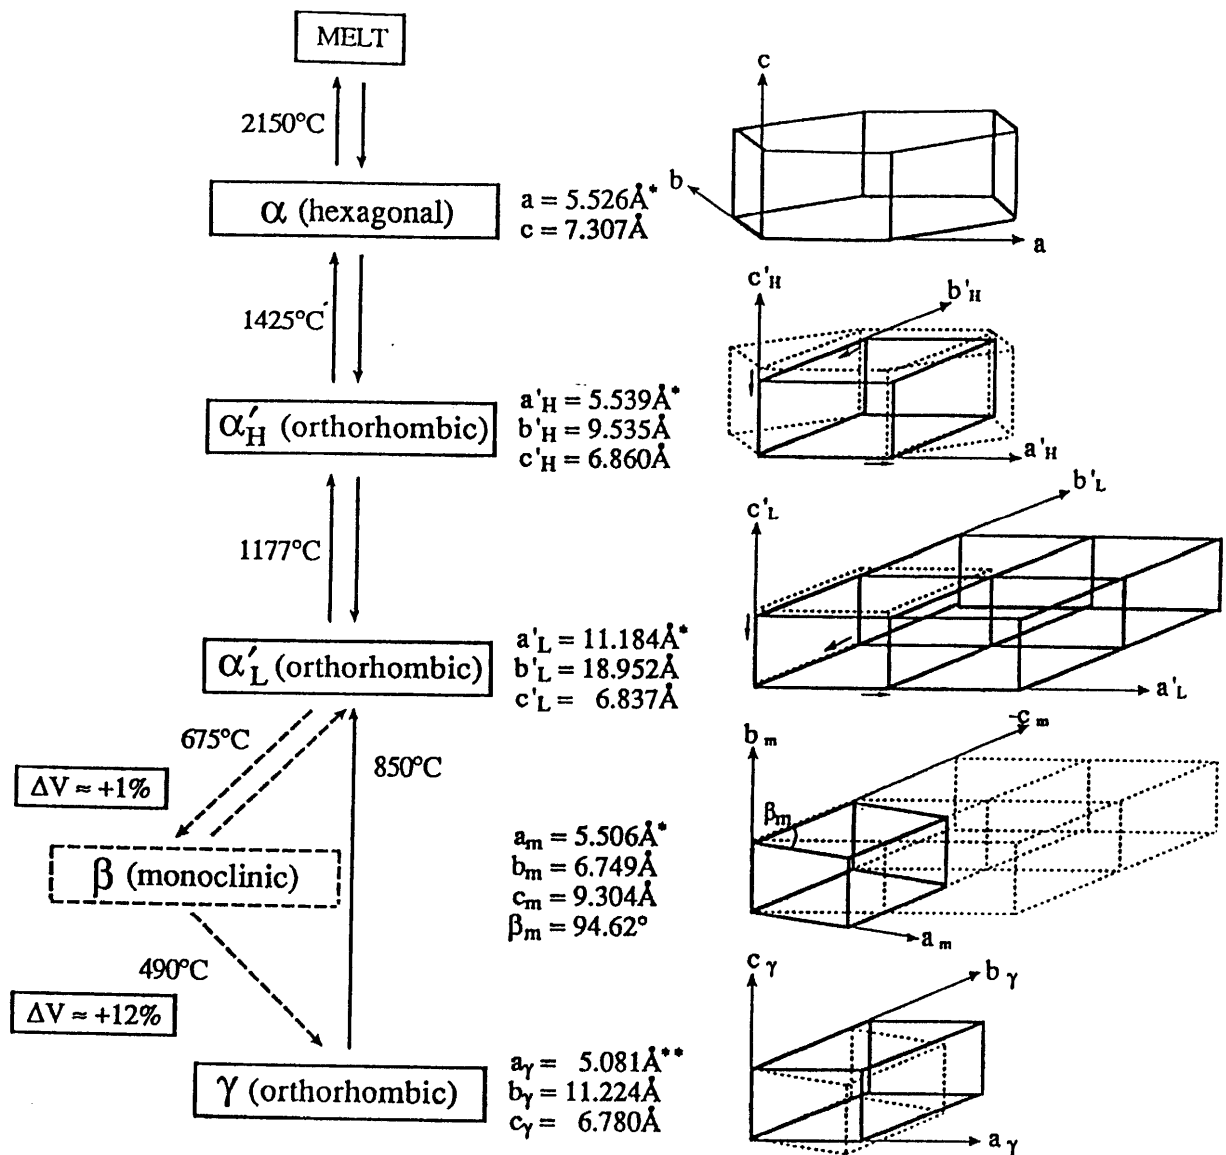 MELT
2150°C
α (hexagonal)
a = 5.526Å*
c = 7.307Å
c
b
a
1425°C
α′H (orthorhombic)
a'H = 5.539Å*
b'H = 9.535Å
c'H = 6.860Å
c'H
b'H
a'H
1177°C
α′L (orthorhombic)
a'L = 11.184Å*
b'L = 18.952Å
c'L = 6.837Å
c'L
b'L
a'L
675°C
850°C
ΔV ≈ +1%
β (monoclinic)
am = 5.506Å*
bm = 6.749Å
cm = 9.304Å
βm = 94.62°
bm
-cm
βm
am
490°C
ΔV ≈ +12%
γ (orthorhombic)
aγ = 5.081Å**
bγ = 11.224Å
cγ = 6.780Å
cγ
bγ
aγ